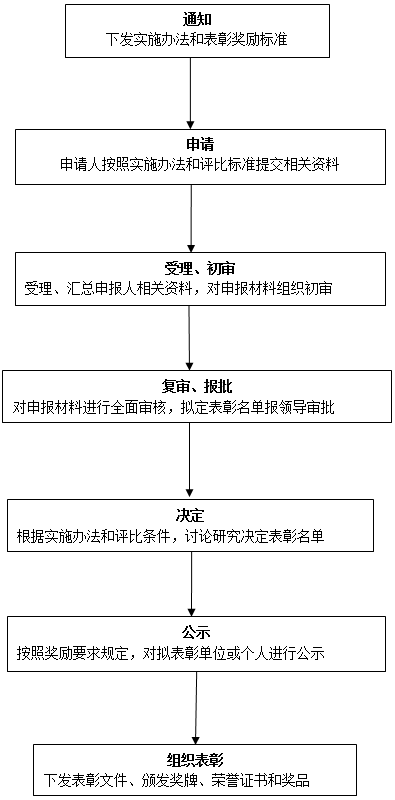 通知
下发实施办法和表彰奖励标准
申请
申请人按照实施办法和评比标准提交相关资料
受理、初审
受理、汇总申报人相关资料，对申报材料组织初审
复审、报批
对申报材料进行全面审核，拟定表彰名单报领导审批
决定
根据实施办法和评比条件，讨论研究决定表彰名单
公示
按照奖励要求规定，对拟表彰单位或个人进行公示
组织表彰
下发表彰文件、颁发奖牌、荣誉证书和奖品